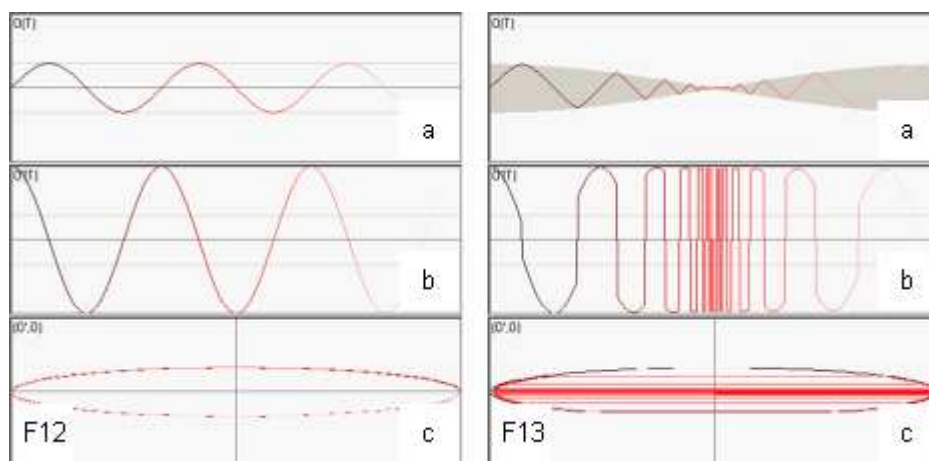 O(T)
a
O'(T)
b
(O',O)
F12
c
O(T)
a
O'(T)
b
(O',O)
F13
c